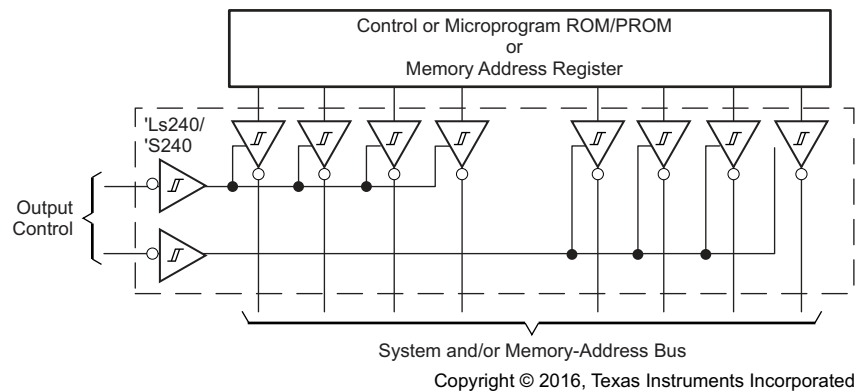 Control or Microprogram ROM/PROM
or
Memory Address Register
'Ls240/
'S240
Output
Control
System and/or Memory-Address Bus
Copyright © 2016, Texas Instruments Incorporated